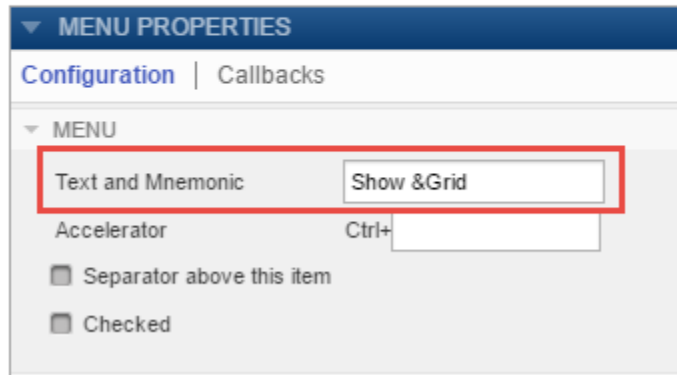 MENU PROPERTIES
Configuration | Callbacks
MENU
Text and Mnemonic Show &Grid
Accelerator Ctrl+
Separator above this item
Checked